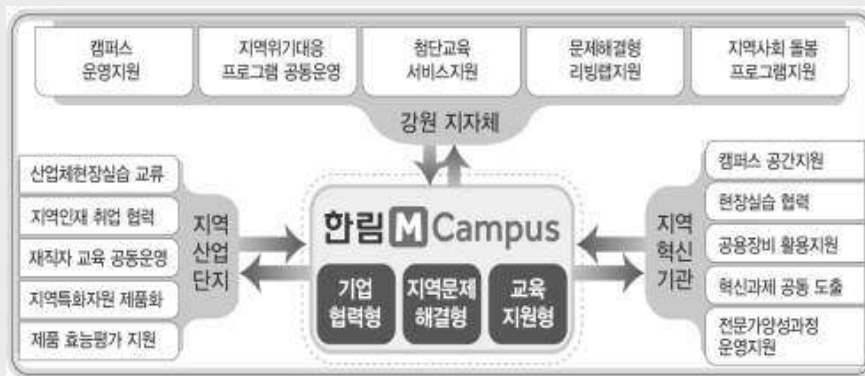 캠퍼스
운영지원
지역위기대응
프로그램 공동운영
첨단교육
서비스지원
문제해결형
리빙랩지원
지역사회 돌봄
프로그램지원
강원 지자체
산업체현장실습 교류
지역인재 취업 협력
재직자 교육 공동운영
지역특화자원 제품화
제품 효능평가 지원
지역
산업
단지
한림 M Campus
기업
협력형
지역문제
해결형
교육
지원형
지역
혁신
기관
캠퍼스 공간지원
현장실습 협력
공용장비 활용지원
혁신과제 공동 도출
전문가양성과정
운영지원